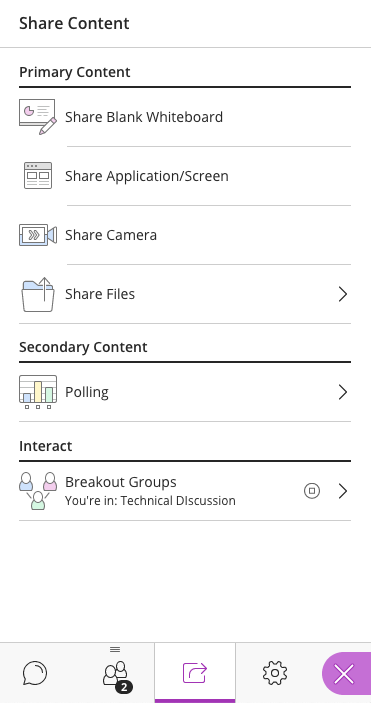 Share Content
Primary Content
Share Blank Whiteboard
Share Application/Screen
Share Camera
Share Files
Secondary Content
Polling
Interact
Breakout Groups
You're in: Technical DIscussion
2